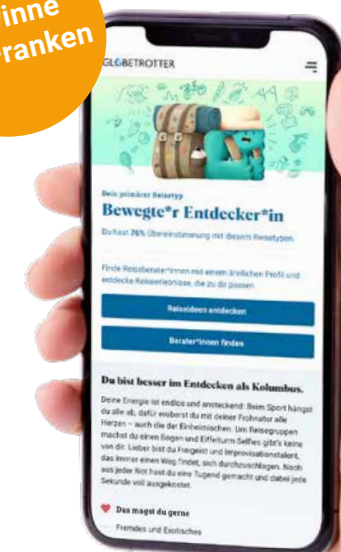 inne
ranken
GLOBETROTTER
Dein primärer Reisetyp
Bewegte*r Entdecker*in
Du hast 76% Übereinstimmung mit diesem Reisetypen.
Finde Reiseberater*innen mit einem ähnlichen Profil und
entdecke Reiseerlebnisse, die zu dir passen.
Reiseideen entdecken
Berater*innen finden
Du bist besser im Entdecken als Kolumbus.
Deine Energie ist endlos und ansteckend: Beim Sport hängst
du alle ab, dafür eroberst du mit deiner Frohnatur alle
Herzen – auch die der Einheimischen. Um Reisegruppen
machst du einen Bogen und Eiffelturm-Selfies gibt's keine
von dir. Lieber bist du Freigeist und Improvisationstalent,
das immer einen Weg findet, sich durchzuschlagen. Noch
aus jeder Not hast du eine Tugend gemacht und dabei jede
Sekunde voll ausgekostet.
Das magst du gerne
Fremdes und Exotisches